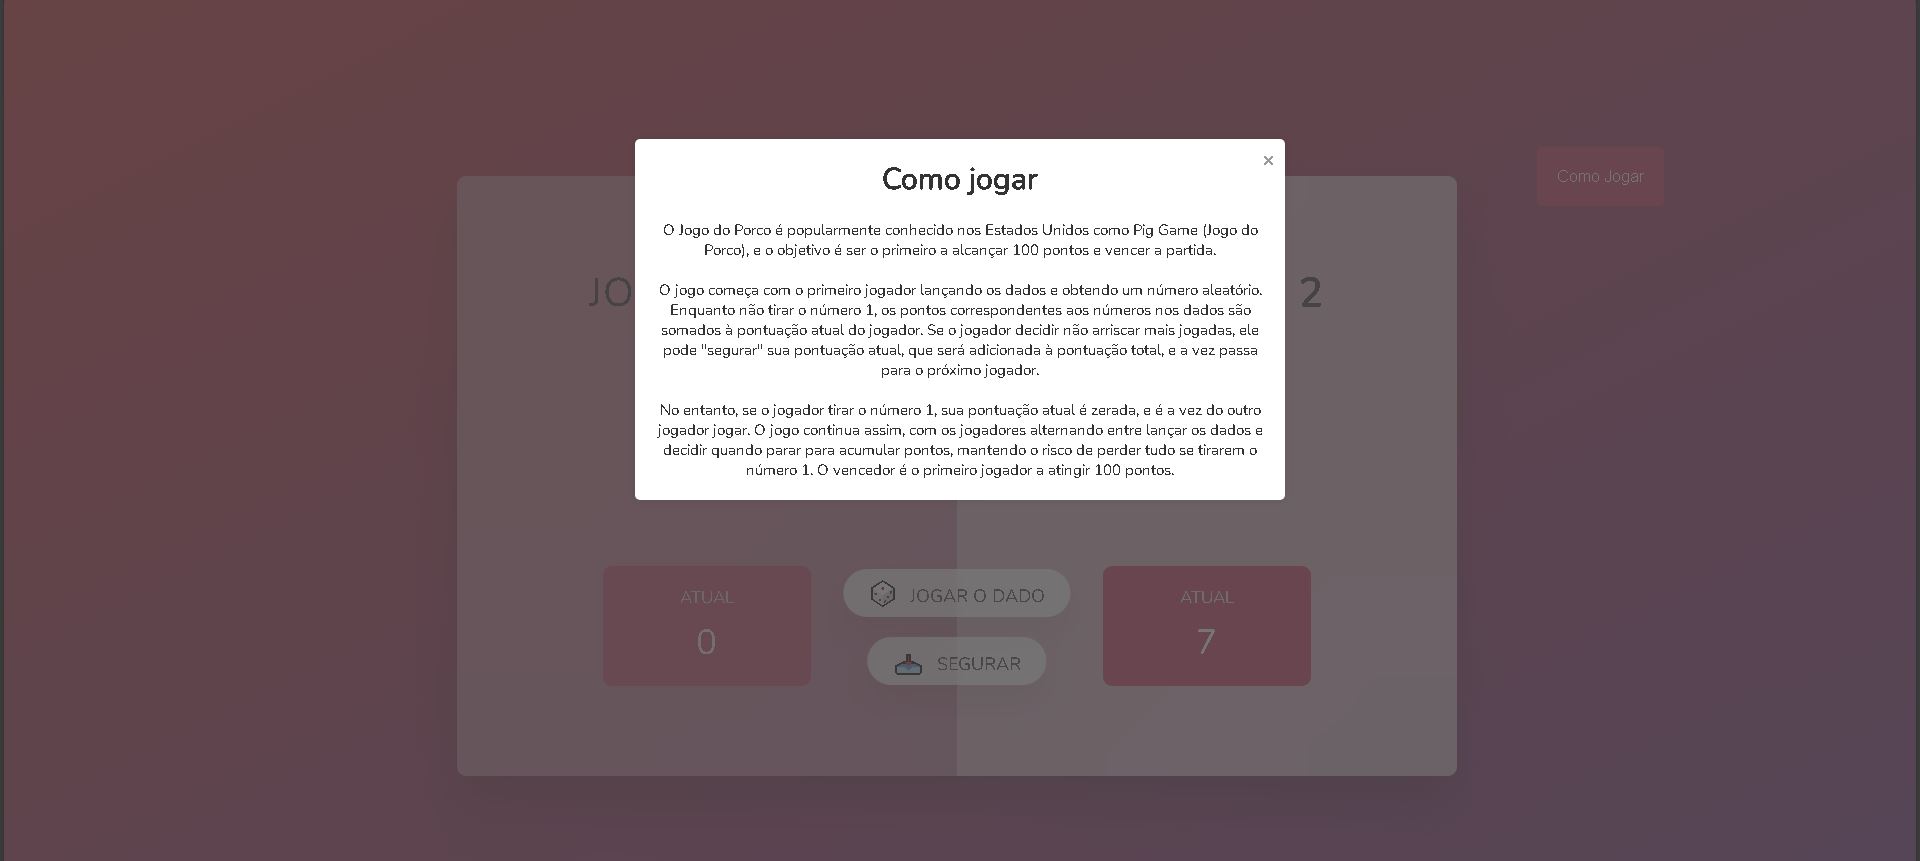 Como jogar
×
Como Jogar
O Jogo do Porco é popularmente conhecido nos Estados Unidos como Pig Game (Jogo do
Porco), e o objetivo é ser o primeiro a alcançar 100 pontos e vencer a partida.
O jogo começa com o primeiro jogador lançando os dados e obtendo um número aleatório.
Enquanto não tirar o número 1, os pontos correspondentes aos números nos dados são
somados à pontuação atual do jogador. Se o jogador decidir não arriscar mais jogadas, ele
pode "segurar" sua pontuação atual, que será adicionada à pontuação total, e a vez passa
para o próximo jogador.
No entanto, se o jogador tirar o número 1, sua pontuação atual é zerada, e é a vez do outro
jogador jogar. O jogo continua assim, com os jogadores alternando entre lançar os dados e
decidir quando parar para acumular pontos, mantendo o risco de perder tudo se tirarem o
número 1. O vencedor é o primeiro jogador a atingir 100 pontos.
JO
2
ATUAL
0
JOGAR O DADO
SEGURAR
ATUAL
7